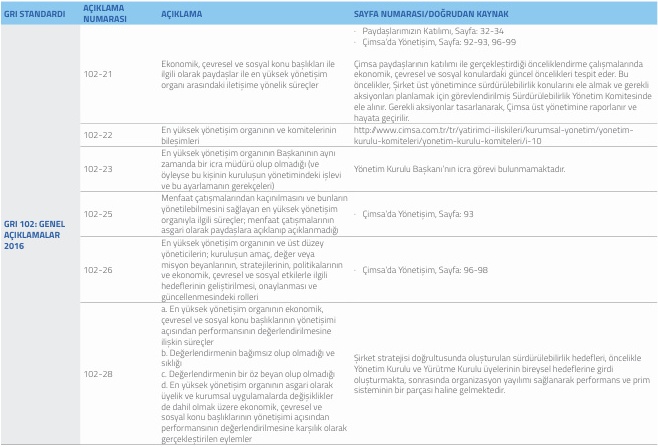 GRI STANDARDI
AÇIKLAMA
NUMARASI
AÇIKLAMA
SAYFA NUMARASI/DOĞRUDAN KAYNAK
GRI 102: GENEL
AÇIKLAMALAR
2016
102-21
Ekonomik, çevresel ve sosyal konu başlıkları ile
ilgili olarak paydaşlar ile en yüksek yönetişim
organı arasındaki iletişime yönelik süreçler
· Paydaşlarımızın Katılımı, Sayfa: 32-34
· Çimsa'da Yönetişim, Sayfa: 92-93, 96-99
Çimsa paydaşlarının katılımı ile gerçekleştirdiği önceliklendirme çalışmalarında
ekonomik, çevresel ve sosyal konulardaki güncel öncelikleri tespit eder. Bu
öncelikler, Şirket üst yönetimince sürdürülebilirlik konularını ele almak ve gerekli
aksiyonları planlamak için görevlendirilmiş Sürdürülebilirlik Yönetim Komitesinde
ele alınır. Gerekli aksiyonlar tasarlanarak, Çimsa üst yönetimine raporlanır ve
hayata geçirilir.
102-22
En yüksek yönetişim organının ve komitelerinin
bileşimleri
http://www.cimsa.com.tr/tr/yatirimci-iliskileri/kurumsal-yonetim/yonetim-
kurulu-komiteleri/yonetim-kurulu-komiteleri/i-10
102-23
En yüksek yönetişim organının Başkanının aynı
zamanda bir icra müdürü olup olmadığı (ve
öyleyse bu kişinin kuruluşun yönetimindeki işlevi
ve bu ayarlamanın gerekçeleri)
Yönetim Kurulu Başkanı'nın icra görevi bulunmamaktadır.
102-25
Menfaat çatışmalarından kaçınılmasını ve bunların
yönetilebilmesini sağlayan en yüksek yönetişim
organıyla ilgili süreçler; menfaat çatışmalarının
asgari olarak paydaşlara açıklanıp açıklanmadığı
· Çimsa'da Yönetişim, Sayfa: 93
102-26
En yüksek yönetişim organının ve üst düzey
yöneticilerin; kuruluşun amaç, değer veya
misyon beyanlarının, stratejilerinin, politikalarının
ve ekonomik, çevresel ve sosyal etkilerle ilgili
hedeflerinin geliştirilmesi, onaylanması ve
güncellenmesindeki rolleri
· Çimsa'da Yönetişim, Sayfa: 96-98
102-28
a. En yüksek yönetişim organının ekonomik,
çevresel ve sosyal konu başlıklarının yönetişimi
açısından performansının değerlendirilmesine
ilişkin süreçler
b. Değerlendirmenin bağımsız olup olmadığı ve
sıklığı
c. Değerlendirmenin bir öz beyan olup olmadığı
d. En yüksek yönetişim organının asgari olarak
üyelik ve kurumsal uygulamalarda değişiklikler
de dahil olmak üzere ekonomik, çevresel ve
sosyal konu başlıklarının yönetişimi açısından
performansının değerlendirilmesine karşılık olarak
gerçekleştirilen eylemler
Şirket stratejisi doğrultusunda oluşturulan sürdürülebilirlik hedefleri, öncelikle
Yönetim Kurulu ve Yürütme Kurulu üyelerinin bireysel hedeflerine girdi
oluşturmakta, sonrasında organizasyon yayılımı sağlanarak performans ve prim
sisteminin bir parçası haline gelmektedir.